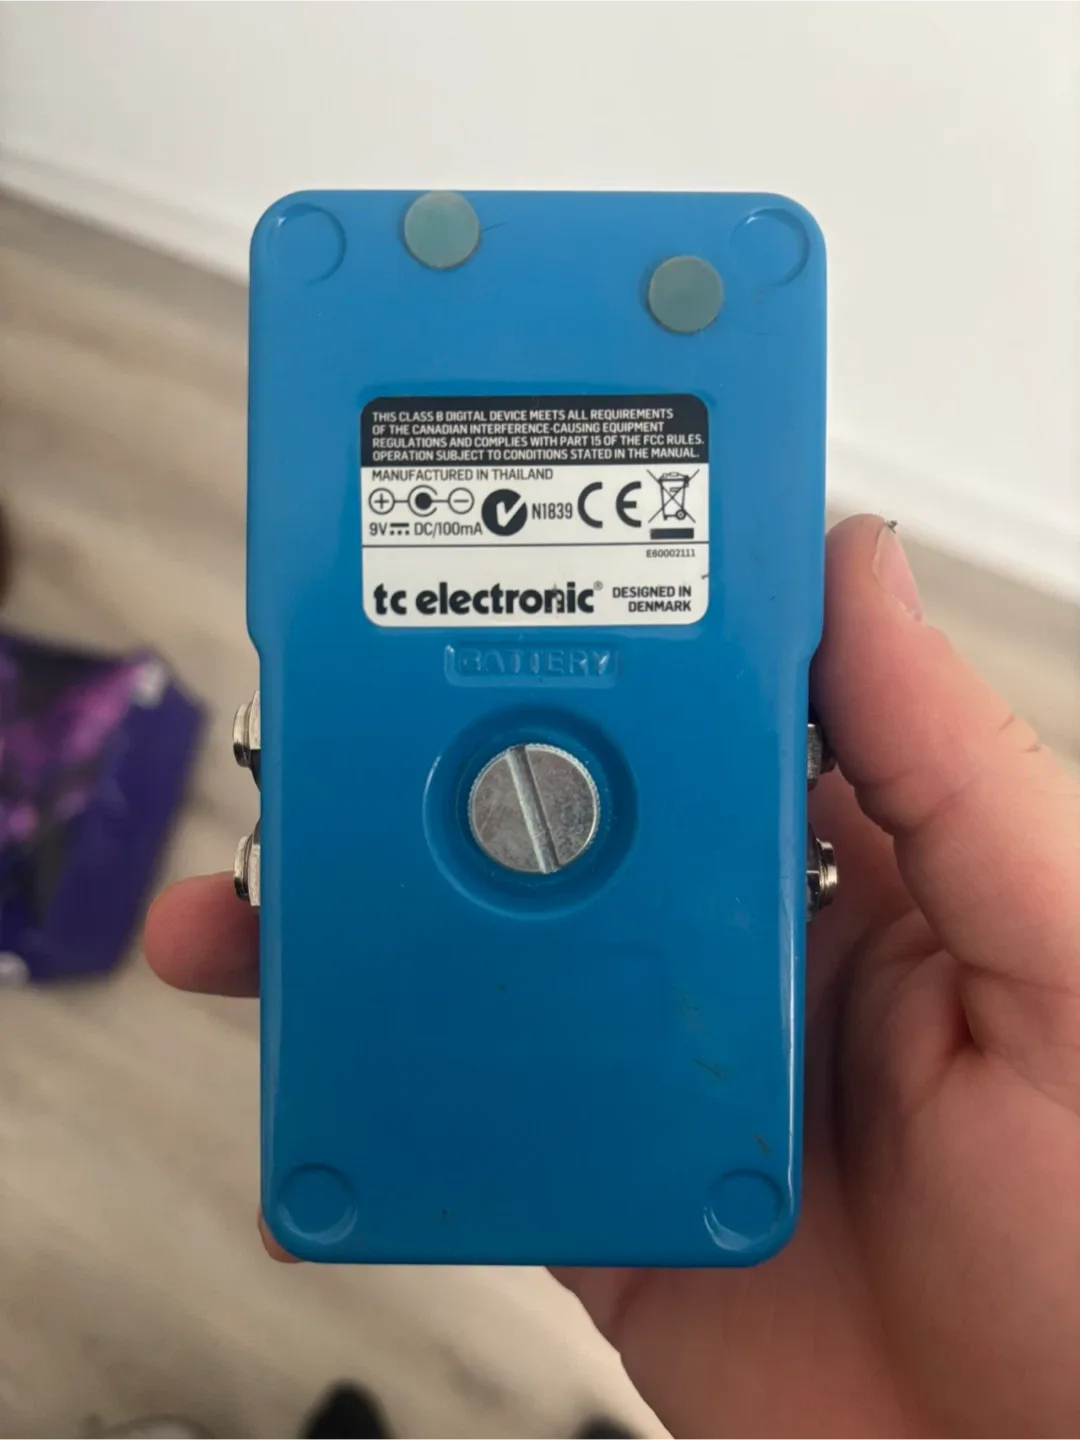 THIS CLASS B DIGITAL DEVICE MEETS ALL REQUIREMENTS
OF THE CANADIAN INTERFERENCE-CAUSING EQUIPMENT
REGULATIONS AND COMPLIES WITH PART 15 OF THE FCC RULES.
OPERATION SUBJECT TO CONDITIONS STATED IN THE MANUAL.
MANUFACTURED IN THAILAND
N1839 CE
9V DC/100mA
E60002111
tc electronic® DESIGNED IN
DENMARK
BATTERY